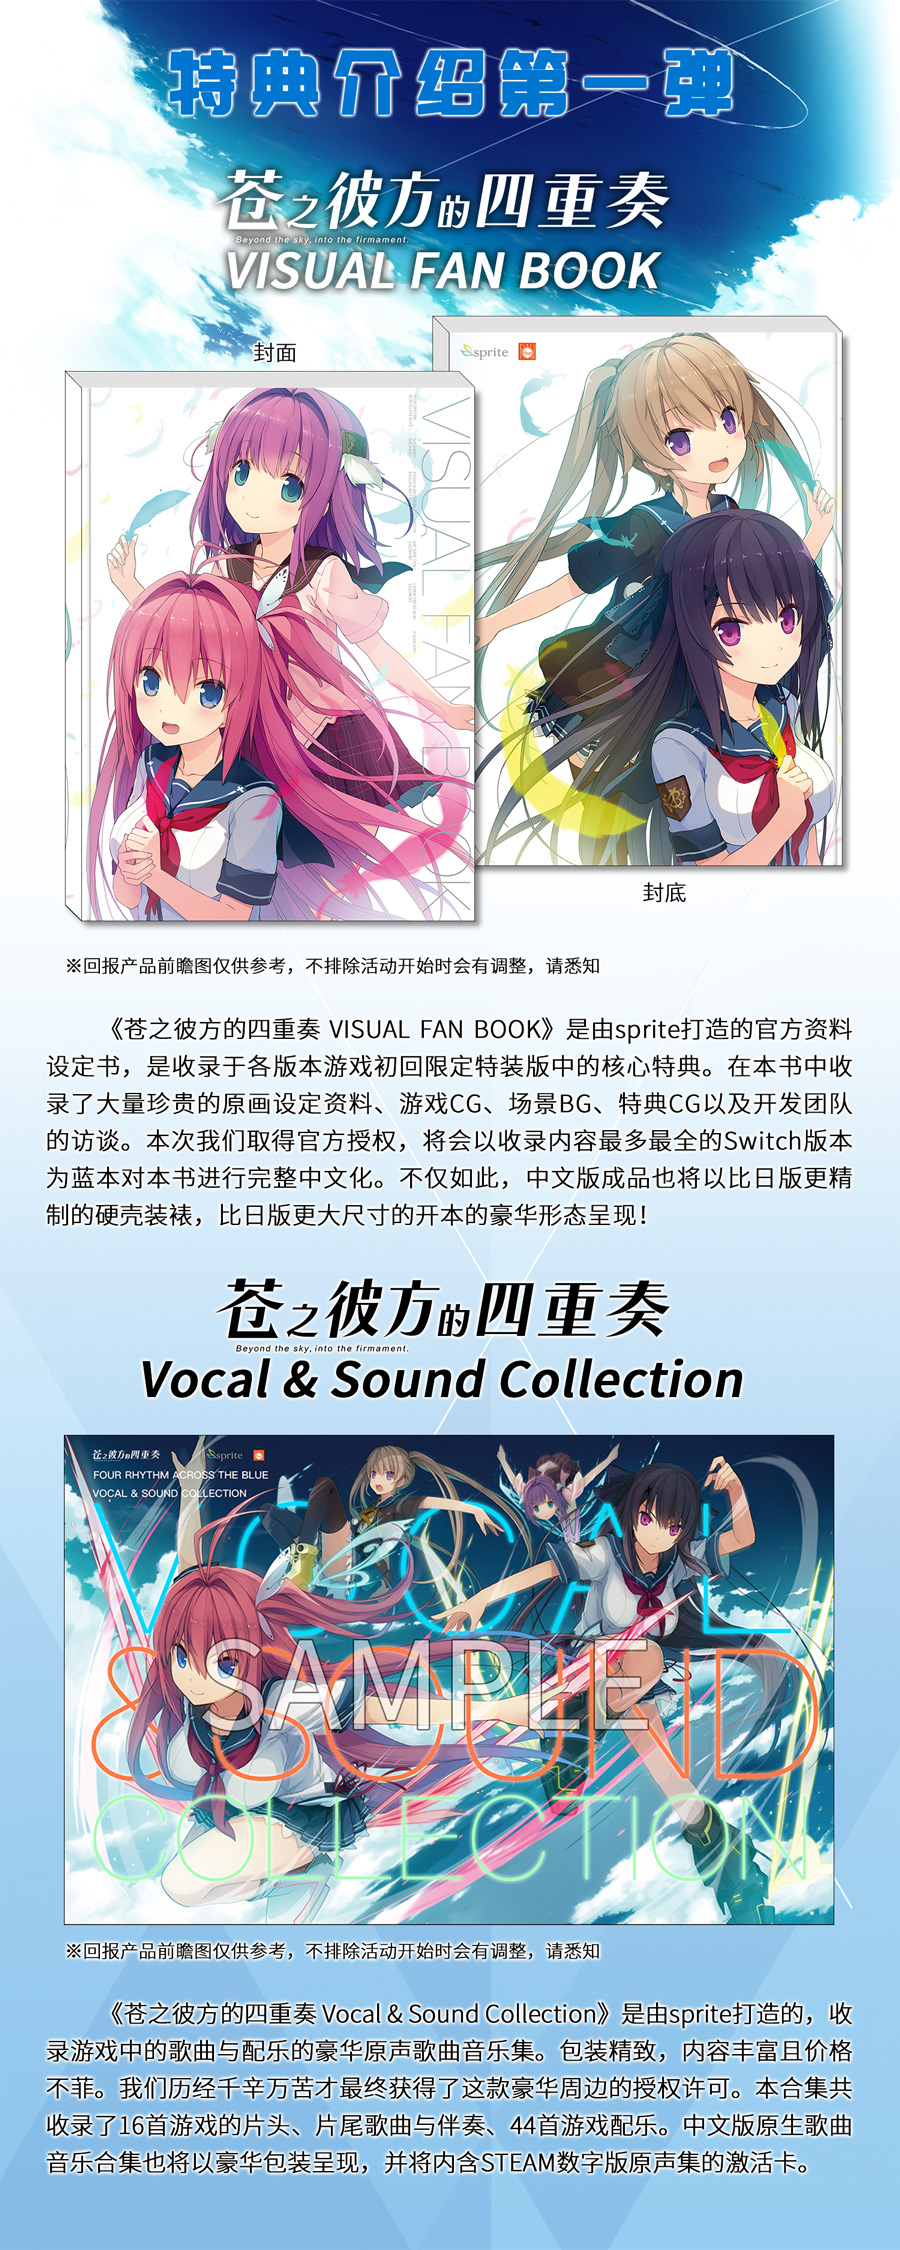 特典介绍第一弹
苍之彼方的四重奏
Beyond the sky, into the firmament.
VISUAL FAN BOOK
封面
sprite
VISUAL FAN BOOK
封底
※回报产品前瞻图仅供参考，不排除活动开始时会有调整，请悉知
《苍之彼方的四重奏 VISUAL FAN BOOK》是由sprite打造的官方资料
设定书，是收录于各版本游戏初回限定特装版中的核心特典。在本书中收
录了大量珍贵的原画设定资料、游戏CG、场景BG、特典CG以及开发团队
的访谈。本次我们取得官方授权，将会以收录内容最多最全的Switch版本
为蓝本对本书进行完整中文化。不仅如此，中文版成品也将以比日版更精
制的硬壳装裱，比日版更大尺寸的开本的豪华形态呈现！
苍之彼方的四重奏
Beyond the sky, into the firmament.
Vocal & Sound Collection
苍之彼方的四重奏
sprite
FOUR RHYTHM ACROSS THE BLUE
VOCAL & SOUND COLLECTION
VOCAL
& SOUND
COLLECTION
SAMPLE
※回报产品前瞻图仅供参考，不排除活动开始时会有调整，请悉知
《苍之彼方的四重奏 Vocal & Sound Collection》是由sprite打造的，收
录游戏中的歌曲与配乐的豪华原声歌曲音乐集。包装精致，内容丰富且价格
不菲。我们历经千辛万苦才最终获得了这款豪华周边的授权许可。本合集共
收录了16首游戏的片头、片尾歌曲与伴奏、44首游戏配乐。中文版原生歌曲
音乐合集也将以豪华包装呈现，并将内含STEAM数字版原声集的激活卡。